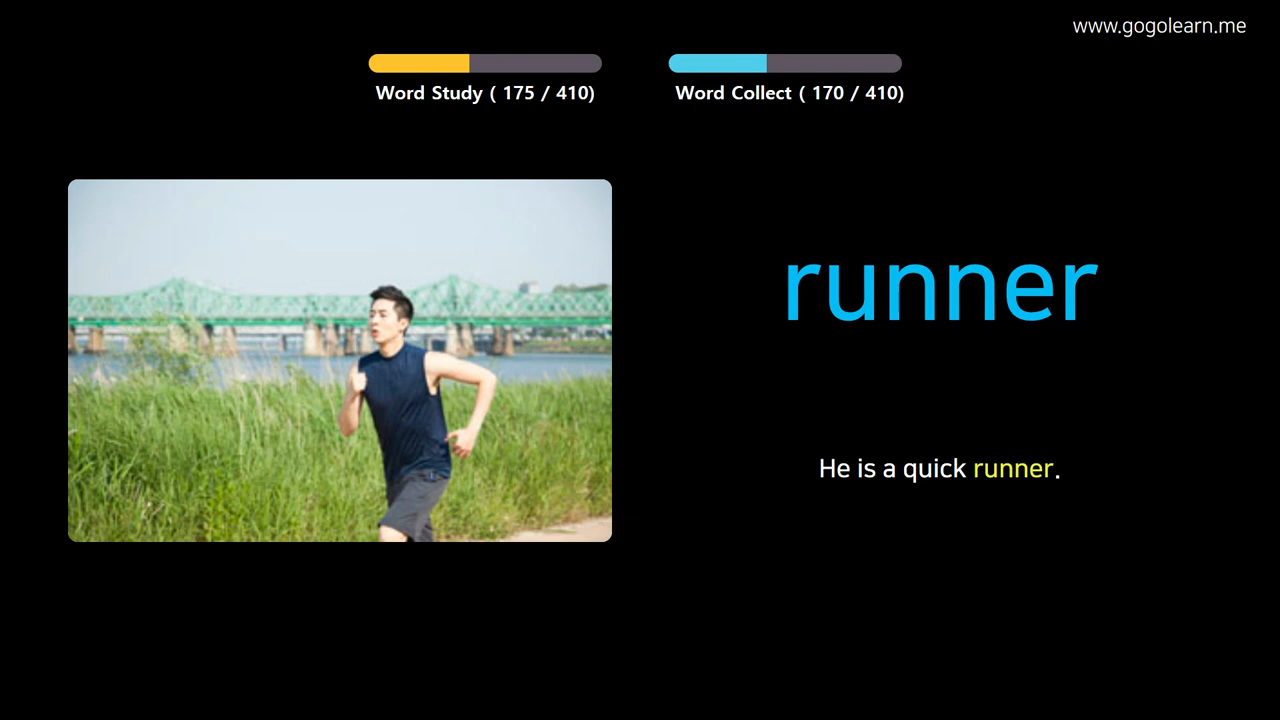 www.gogolearn.me
Word Study ( 175 / 410)
Word Collect ( 170 / 410)
runner
He is a quick runner.